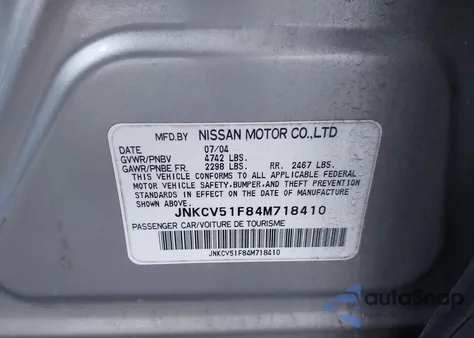 MFD.BY NISSAN MOTOR CO.,LTD
DATE 07/04
GVWR/PNBV 4742 LBS.
GAWR/PNBE FR. 2298 LBS. RR. 2467 LBS.
THIS VEHICLE CONFORMS TO ALL APPLICABLE FEDERAL
MOTOR VEHICLE SAFETY, BUMPER, AND THEFT PREVENTION
STANDARDS IN EFFECT ON THE DATE OF MANUFACTURE
SHOWN ABOVE.
JNKCV51F84M718410
PASSENGER CAR/VOITURE DE TOURISME
JNKCV51F84M718410
autoSnap